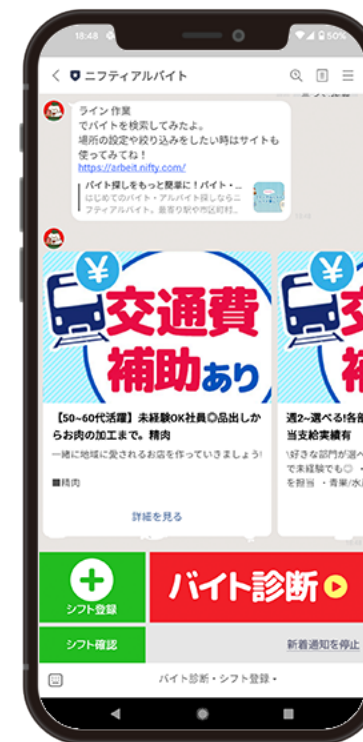 18:48
50%
ニフティアルバイト
ライン 作業
でバイトを検索してみたよ。
場所の設定や絞り込みをしたい時はサイトも
使ってみてね！
https://arbeit.nifty.com/
バイト探しをもっと簡単に！バイト・...
はじめてのバイト・アルバイト探しならニ
フティアルバイト。最寄り駅や市区町村...
¥
交通費
補助あり
【50~60代活躍】未経験OK社員◎品出しか
らお肉の加工まで。精肉
一緒に地域に愛されるお店を作っていきましょう!
■精肉
詳細を見る
¥
週2~選べる!各部
当支給実績有
\好きな部門が選べ
で未経験でも◎
を担当 ・青果/水
シフト登録
バイト診断
シフト確認
新着通知を停止
バイト診断・シフト登録・